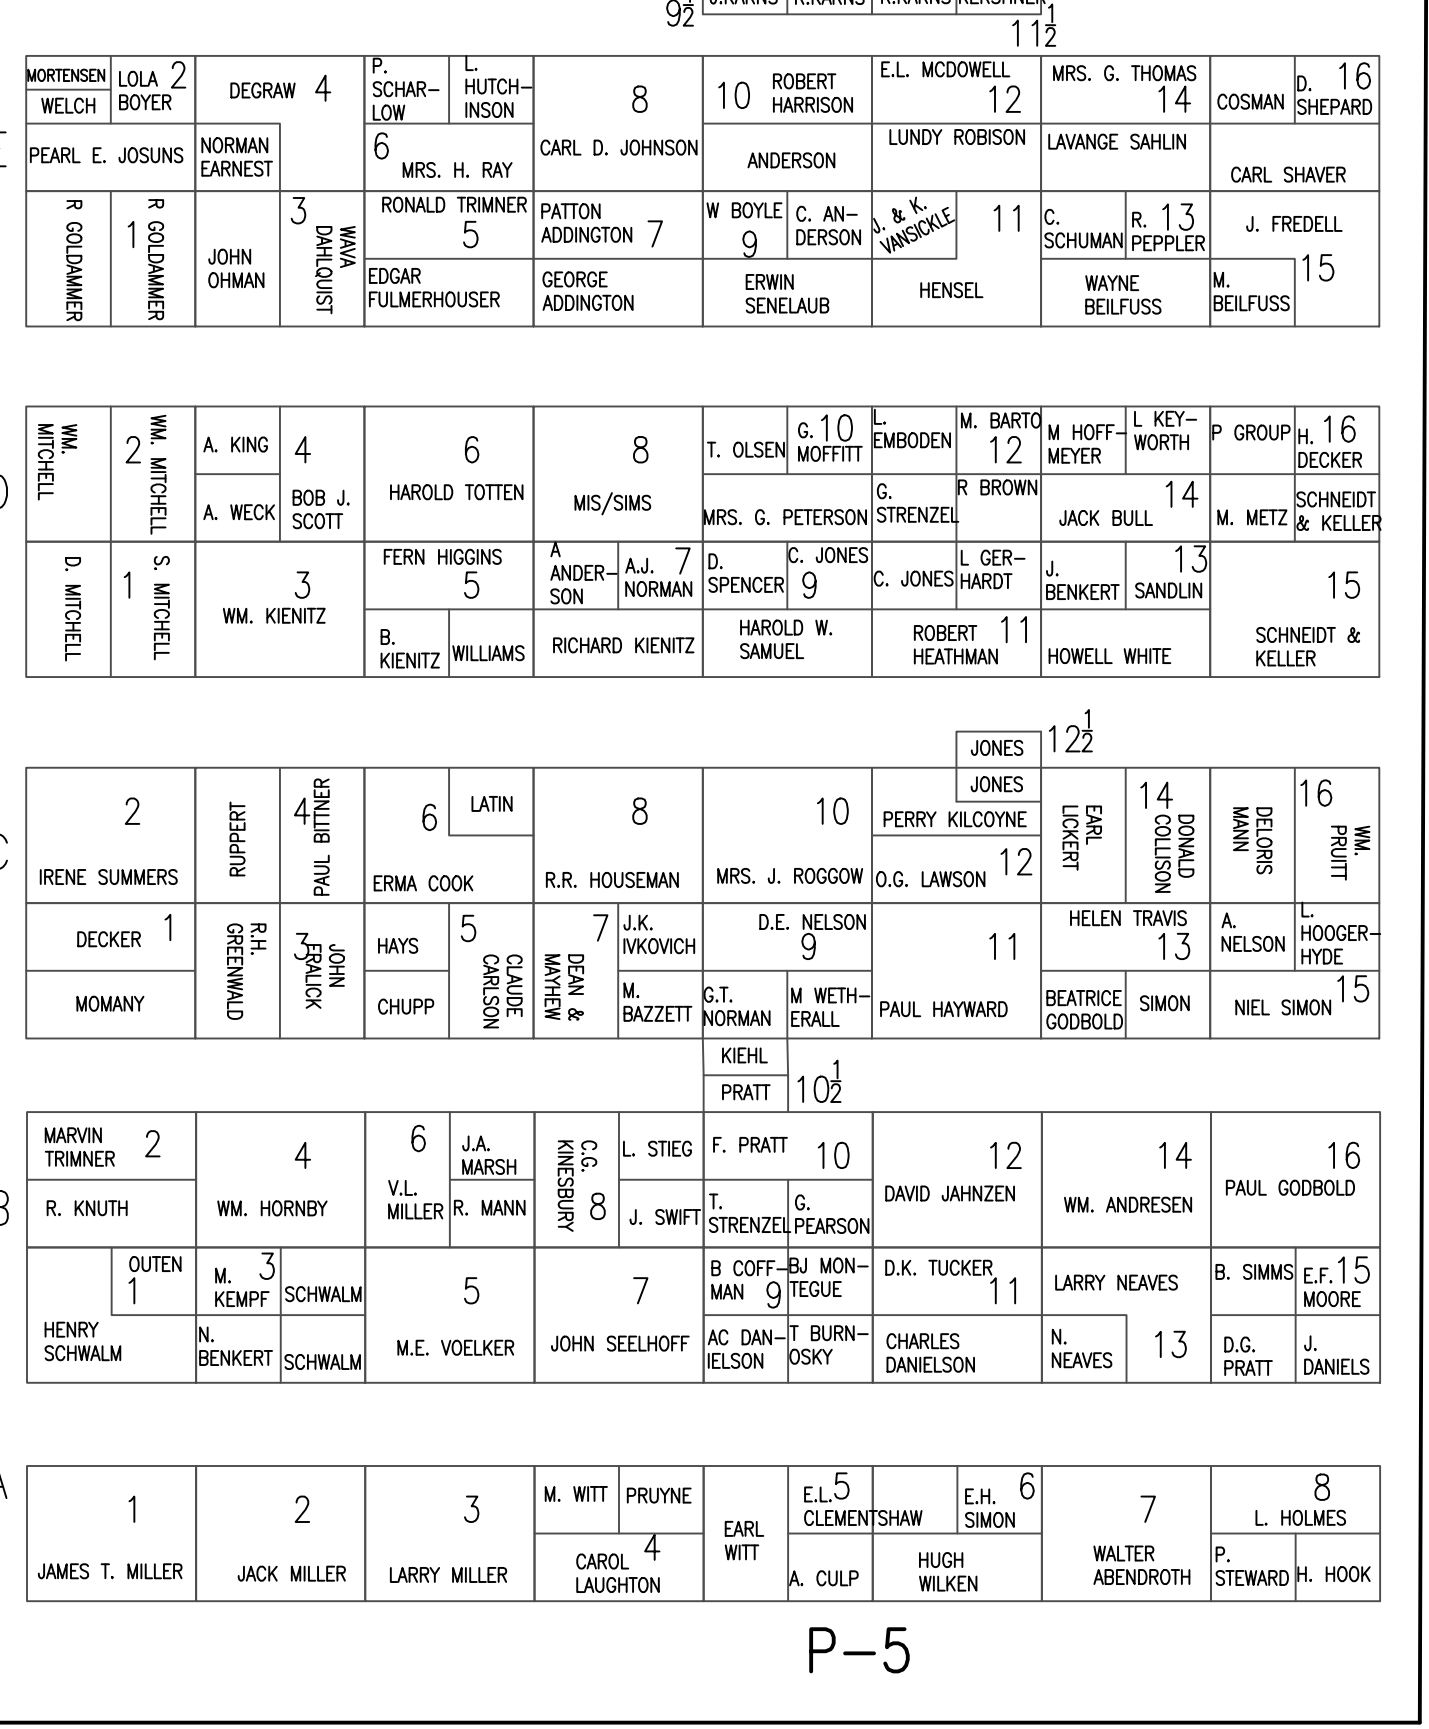 9½
J.KARNS R.KARNS R.KARNS KERSHNER
11½
MORTENSEN
WELCH
LOLA 2
BOYER
DEGRAW 4
P.
SCHAR-
LOW
L.
HUTCH-
INSON
8
CARL D. JOHNSON
10 ROBERT
HARRISON
E.L. MCDOWELL
12
MRS. G. THOMAS
14
COSMAN
D. 16
SHEPARD
PEARL E. JOSUNS
NORMAN
EARNEST
6
MRS. H. RAY
ANDERSON
LUNDY ROBISON
LAVANGE SAHLIN
CARL SHAVER
R GOLDAMMER
1 R GOLDAMMER
JOHN
OHMAN
3
WAVA
DAHLQUIST
RONALD TRIMNER
5
EDGAR
FULMERHOUSER
PATTON
ADDINGTON 7
GEORGE
ADDINGTON
W BOYLE
9
C. AN-
DERSON
ERWIN
SENELAUB
J. & K.
VANSICKLE
11
HENSEL
C.
SCHUMAN
R. 13
PEPPLER
WAYNE
BEILFUSS
J. FREDELL
15
M.
BEILFUSS
WM.
MITCHELL
2 WM. MITCHELL
A. KING
A. WECK
4
BOB J.
SCOTT
6
HAROLD TOTTEN
8
MIS/SIMS
T. OLSEN
G. 10
MOFFITT
MRS. G. PETERSON
L.
EMBODEN
M. BARTO
12
G.
STRENZEL
R BROWN
M HOFF-
MEYER
L KEY-
WORTH
14
JACK BULL
P GROUP
H. 16
DECKER
M. METZ
SCHNEIDT
& KELLER
D. MITCHELL
1 S. MITCHELL
3
WM. KIENITZ
FERN HIGGINS
5
B.
KIENITZ
WILLIAMS
A
ANDER-
SON
A.J. 7
NORMAN
RICHARD KIENITZ
D.
SPENCER
C. JONES
9
HAROLD W.
SAMUEL
C. JONES
L GER-
HARDT
ROBERT 11
HEATHMAN
J.
BENKERT
13
SANDLIN
HOWELL WHITE
15
SCHNEIDT &
KELLER
JONES 12½
JONES
C
2
IRENE SUMMERS
RUPPERT
4 PAUL BITTNER
6
LATIN
ERMA COOK
8
R.R. HOUSEMAN
10
MRS. J. ROGGOW
PERRY KILCOYNE
O.G. LAWSON 12
EARL
LICKERT
14
DONALD
COLLISON
DELORIS
MANN
16
WM.
PRUITT
DECKER 1
MOMANY
R.H.
GREENWALD
3
JOHN
FRALICK
HAYS
CHUPP
5
CLAUDE
CARLSON
7
DEAN &
MAYHEW
J.K.
IVKOVICH
M.
BAZZETT
D.E. NELSON
9
G.T.
NORMAN
M WETH-
ERALL
11
PAUL HAYWARD
HELEN TRAVIS
13
BEATRICE
GODBOLD
SIMON
A.
NELSON
L.
HOOGER-
HYDE
NIEL SIMON 15
KIEHL
PRATT 10½
MARVIN
TRIMNER 2
R. KNUTH
4
WM. HORNBY
6
V.L.
MILLER
J.A.
MARSH
R. MANN
C.G.
KINESBURY
8
L. STIEG
J. SWIFT
F. PRATT 10
T.
STRENZEL
G.
PEARSON
12
DAVID JAHNZEN
14
WM. ANDRESEN
16
PAUL GODBOLD
OUTEN
1
HENRY
SCHWALM
M. 3
KEMPF
SCHWALM
N.
BENKERT
SCHWALM
5
M.E. VOELKER
7
JOHN SEELHOFF
B COFF-
MAN 9
BJ MON-
TEGUE
AC DAN-
IELSON
T BURN-
OSKY
D.K. TUCKER
11
CHARLES
DANIELSON
LARRY NEAVES
N.
NEAVES
13
B. SIMMS
E.F. 15
MOORE
D.G.
PRATT
J.
DANIELS
A
1
JAMES T. MILLER
2
JACK MILLER
3
LARRY MILLER
M. WITT
PRUYNE
4
CAROL
LAUGHTON
EARL
WITT
E.L. 5
CLEMENTSHAW
A. CULP
E.H. 6
SIMON
HUGH
WILKEN
7
WALTER
ABENDROTH
8
L. HOLMES
P.
STEWARD
H. HOOK
P-5